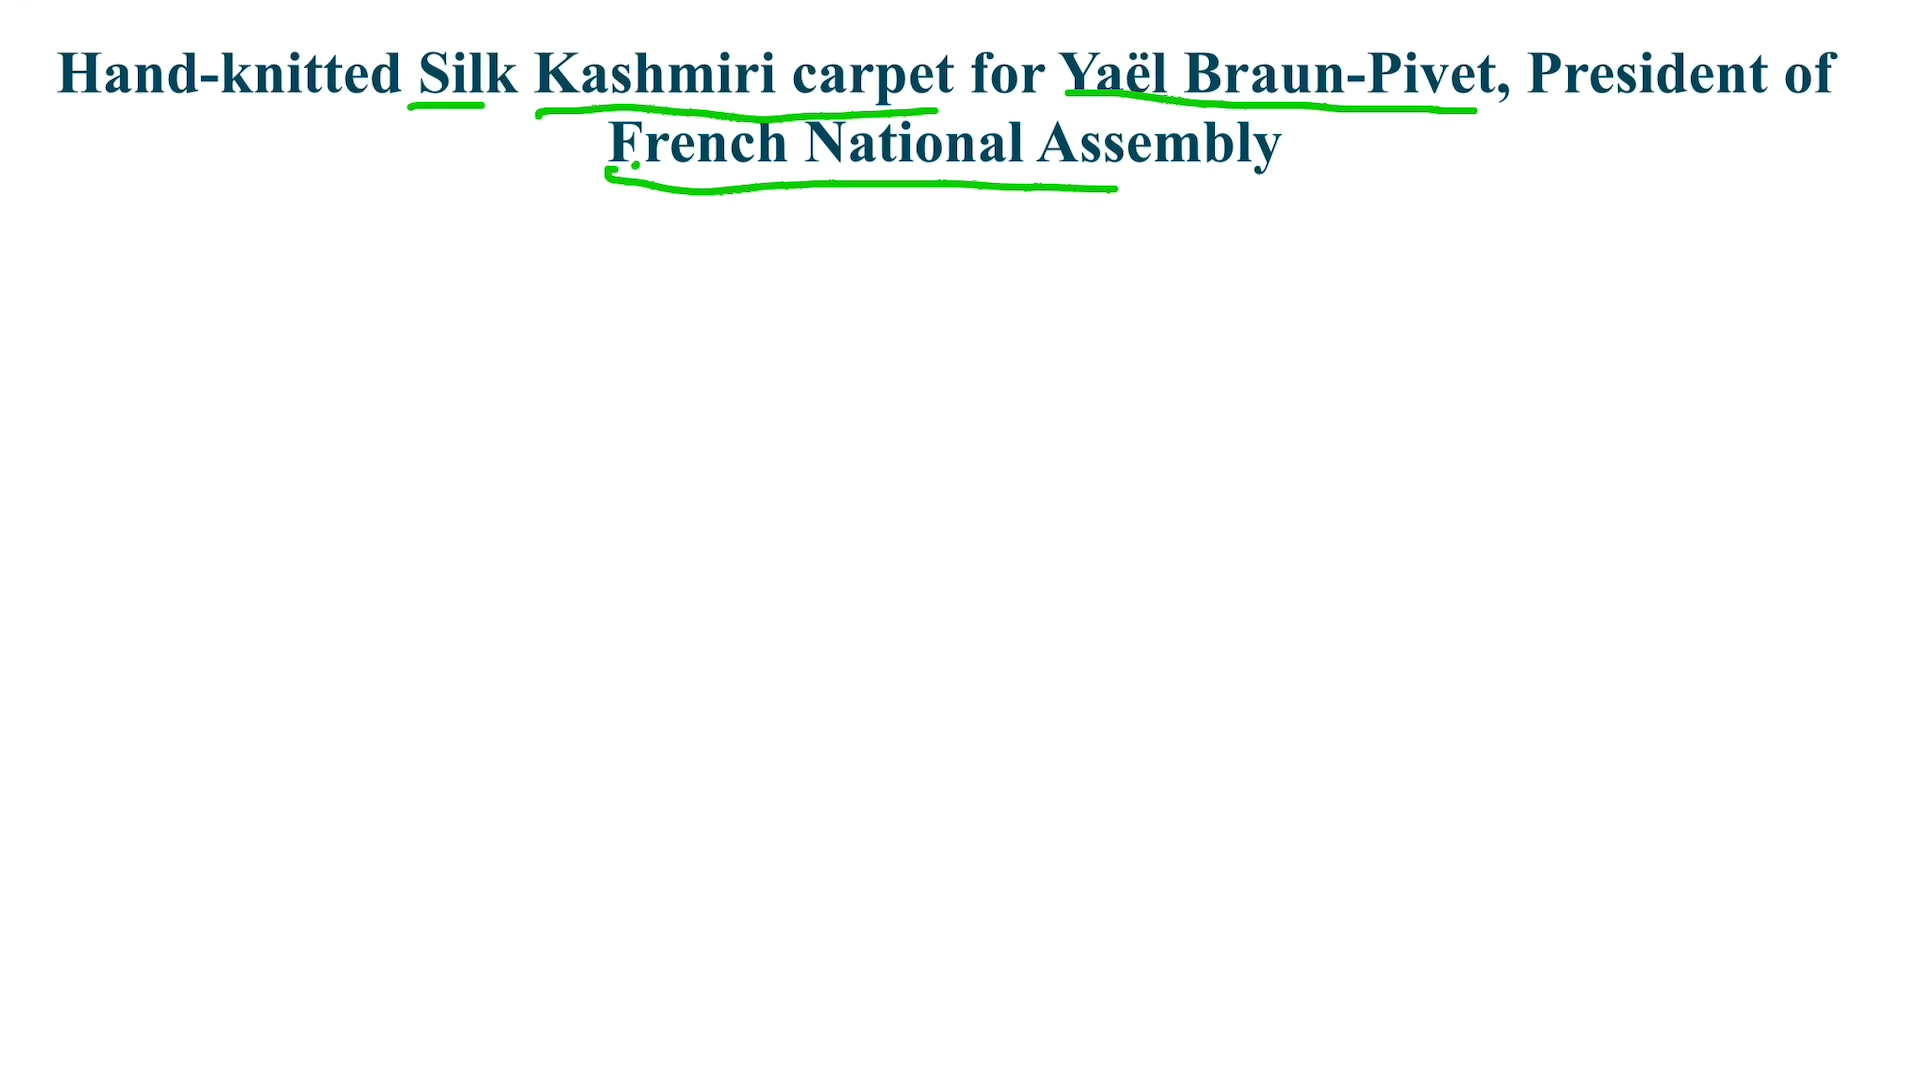 Hand-knitted Silk Kashmiri carpet for Yaël Braun-Pivet, President of
French National Assembly